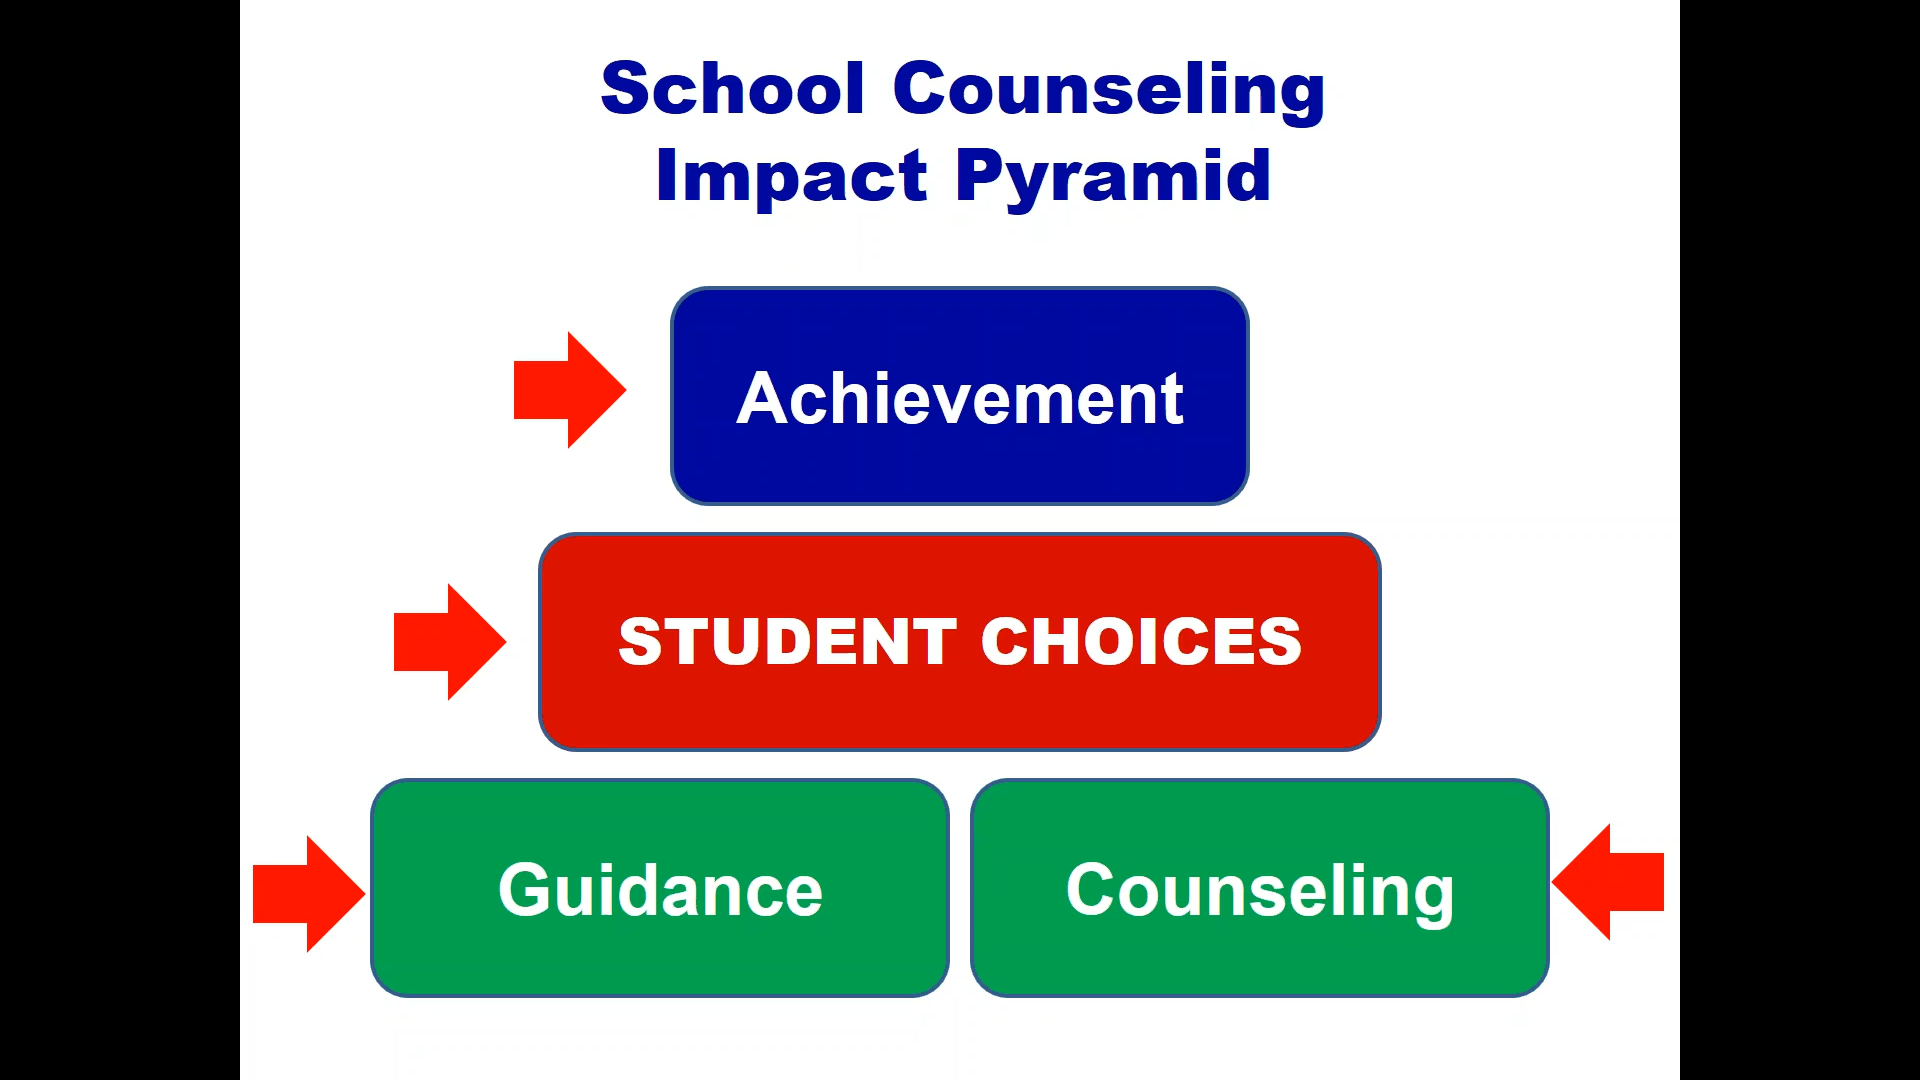 School Counseling
Impact Pyramid
Achievement
STUDENT CHOICES
Guidance
Counseling